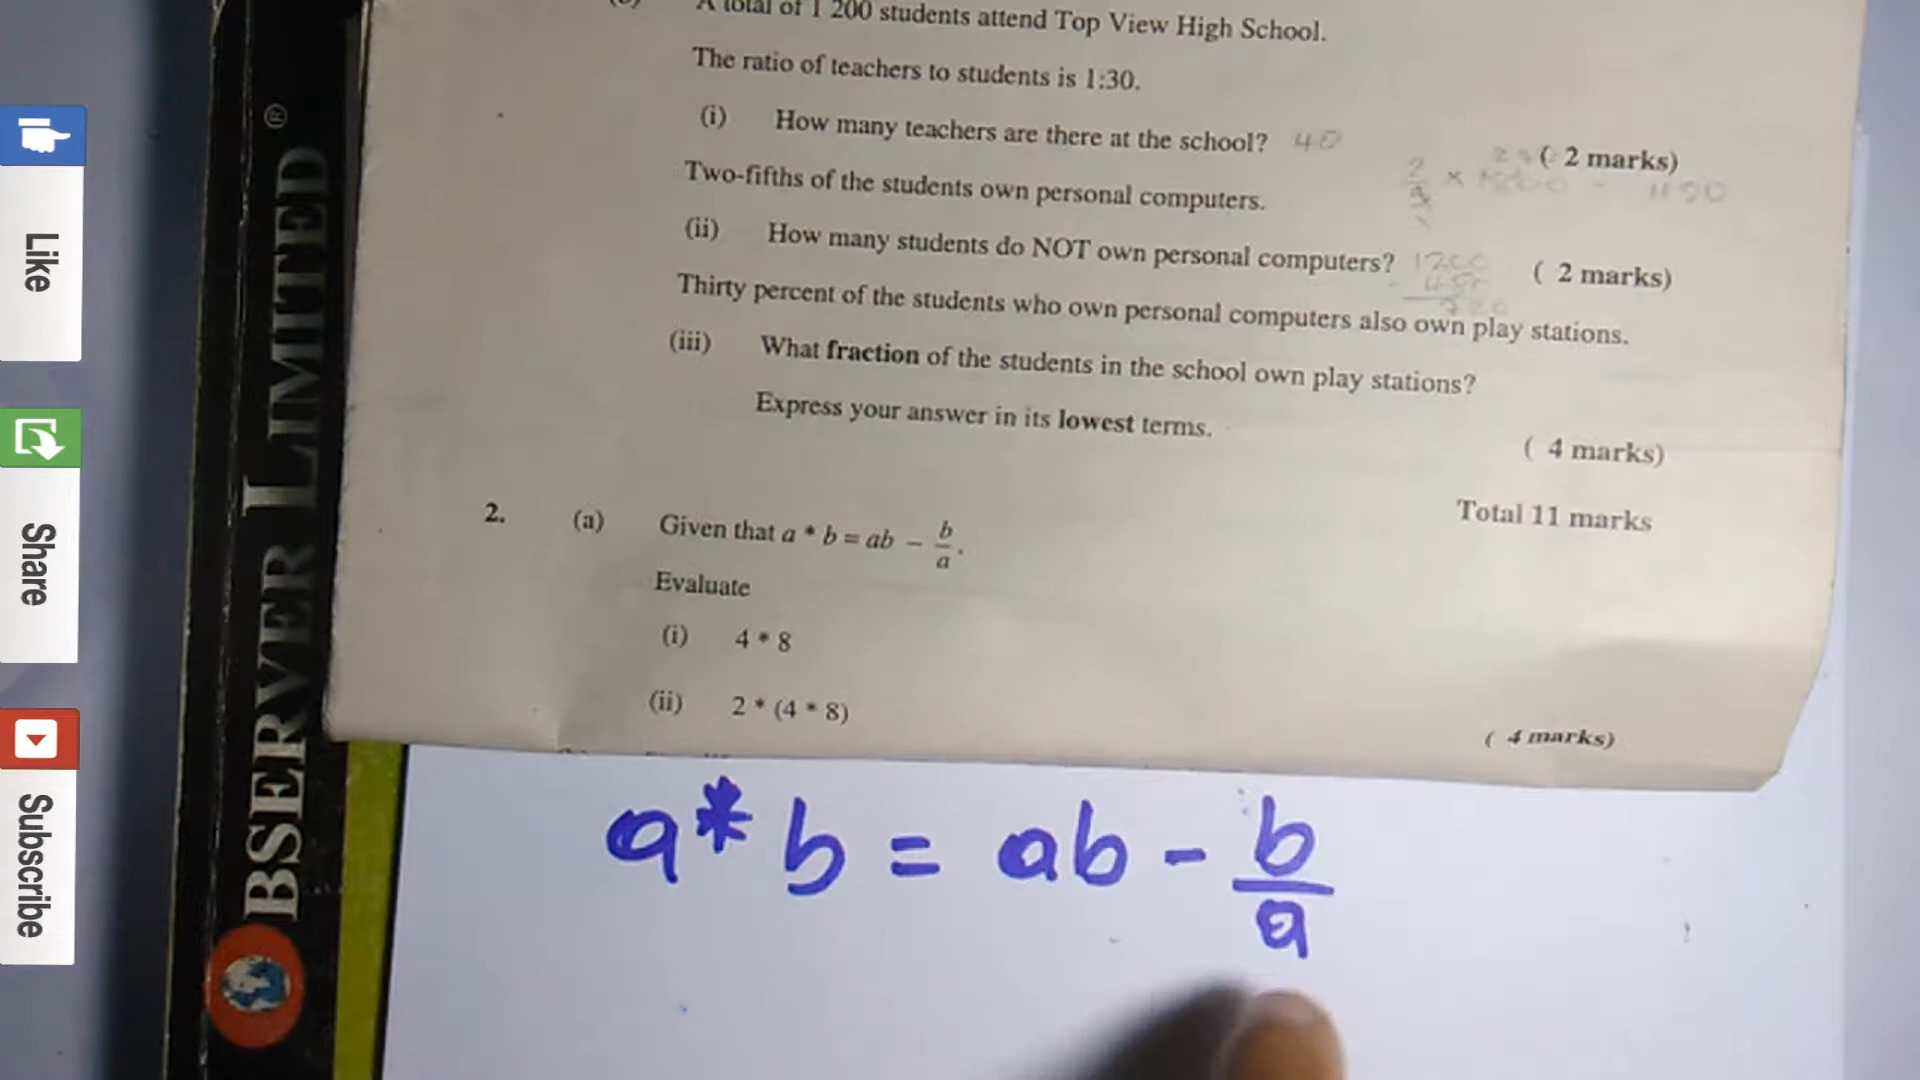 A total of 1 200 students attend Top View High School.
The ratio of teachers to students is 1:30.
(i) How many teachers are there at the school? 40
( 2 marks)
Two-fifths of the students own personal computers.
(ii) How many students do NOT own personal computers? 1200
( 2 marks)
Thirty percent of the students who own personal computers also own play stations.
(iii) What fraction of the students in the school own play stations?
Express your answer in its lowest terms.
( 4 marks)
Total 11 marks
2. (a) Given that a * b = ab - b/a.
Evaluate
(i) 4 * 8
(ii) 2 * (4 * 8)
( 4 marks)
a * b = ab - b/a
OBSERVER LIMITED ®
Like
Share
Subscribe